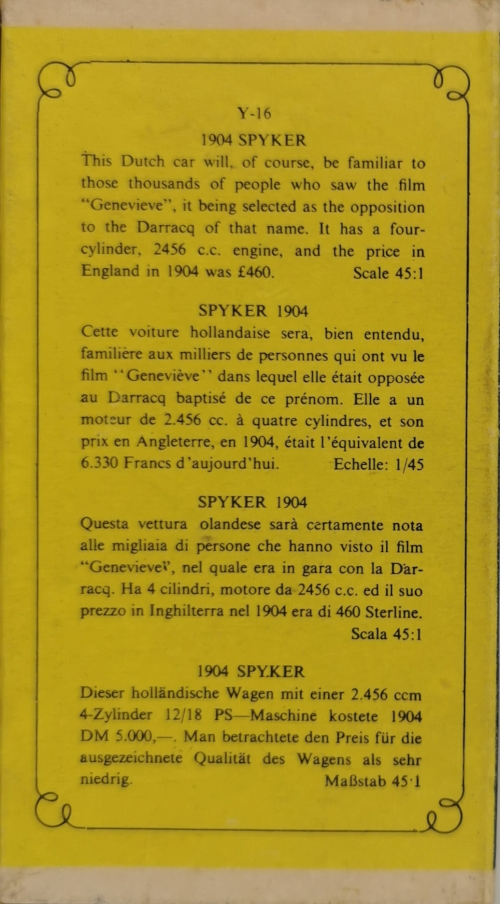 Y-16
1904 SPYKER
This Dutch car will, of course, be familiar to
those thousands of people who saw the film
"Genevieve", it being selected as the opposition
to the Darracq of that name. It has a four-
cylinder, 2456 c.c. engine, and the price in
England in 1904 was £460. Scale 45:1
SPYKER 1904
Cette voiture hollandaise sera, bien entendu,
familière aux milliers de personnes qui ont vu le
film "Geneviève" dans lequel elle était opposée
au Darracq baptisé de ce prénom. Elle a un
moteur de 2.456 cc. à quatre cylindres, et son
prix en Angleterre, en 1904, était l'équivalent de
6.330 Francs d'aujourd'hui. Echelle: 1/45
SPYKER 1904
Questa vettura olandese sarà certamente nota
alle migliaia di persone che hanno visto il film
"Genevieve", nel quale era in gara con la Dar-
racq. Ha 4 cilindri, motore da 2456 c.c. ed il suo
prezzo in Inghilterra nel 1904 era di 460 Sterline.
Scala 45:1
1904 SPYKER
Dieser holländische Wagen mit einer 2.456 ccm
4-Zylinder 12/18 PS—Maschine kostete 1904
DM 5.000,—. Man betrachtete den Preis für die
ausgezeichnete Qualität des Wagens als sehr
niedrig. Maßstab 45:1